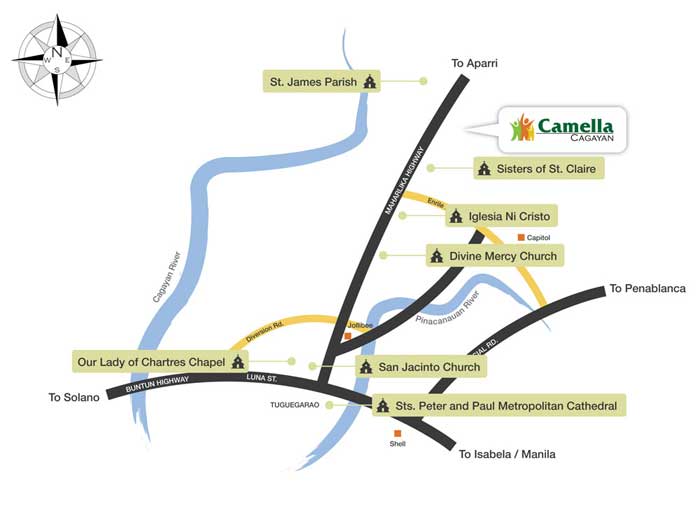 N
W E
S
To Aparri
St. James Parish
Camella
CAGAYAN
MAHARLIKA HIGHWAY
Sisters of St. Claire
Enrile
Iglesia Ni Cristo
Capitol
Divine Mercy Church
Cagayan River
To Penablanca
Pinacanauan River
Diversion Rd.
Jollibee
RD.
Our Lady of Chartres Chapel
San Jacinto Church
BUNTUN HIGHWAY
LUNA ST.
To Solano
TUGUEGARAO
Sts. Peter and Paul Metropolitan Cathedral
Shell
To Isabela / Manila